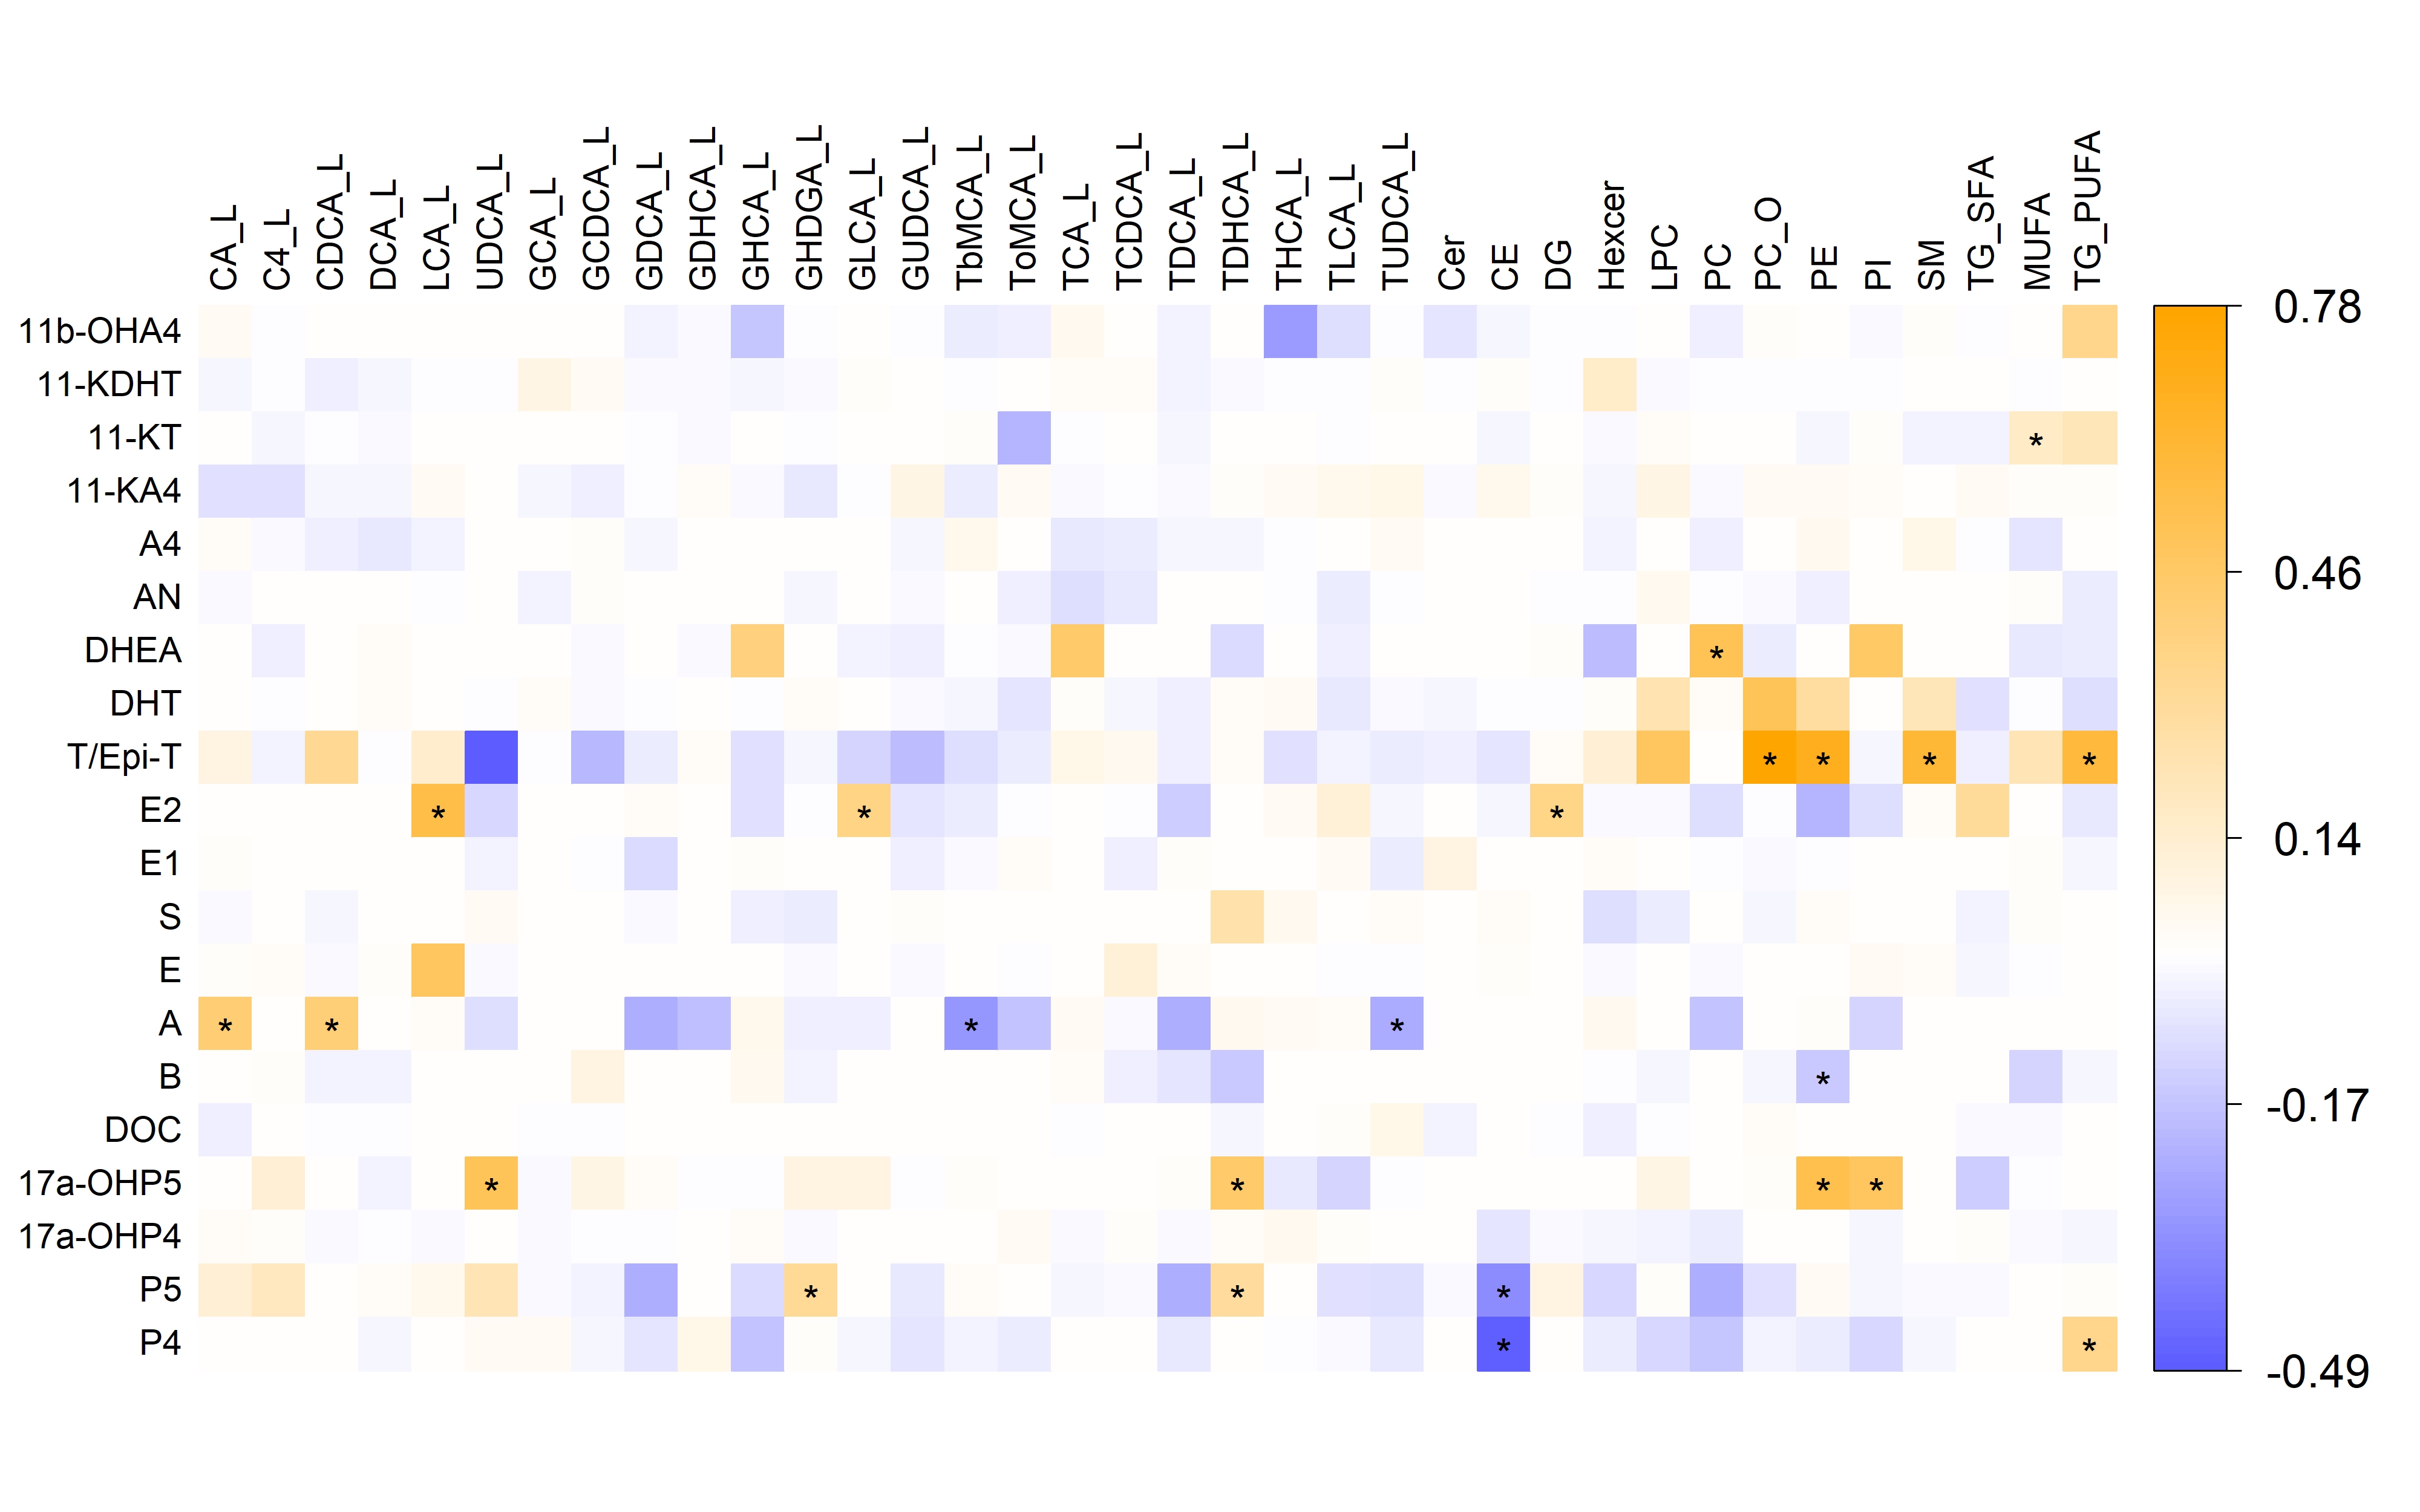 CA_L
C4_L
CDCA_L
DCA_L
LCA_L
UDCA_L
GCA_L
GCDCA_L
GDCA_L
GDHCA_L
GHCA_L
GHDGA_L
GLCA_L
GUDCA_L
TbMCA_L
ToMCA_L
TCA_L
TCDCA_L
TDCA_L
TDHCA_L
THCA_L
TLCA_L
TUDCA_L
Cer
CE
DG
Hexcer
LPC
PC
PC_O
PE
PI
SM
TG_SFA
MUFA
TG_PUFA
11b-OHA4
11-KDHT
11-KT
* 
11-KA4
A4
AN
DHEA
*
DHT
T/Epi-T
* * * *
E2
* * *
E1
S
E
A
* * * *
B
*
DOC
17a-OHP5
* * * *
17a-OHP4
P5
* * *
P4
* *
0.78
0.46
0.14
-0.17
-0.49